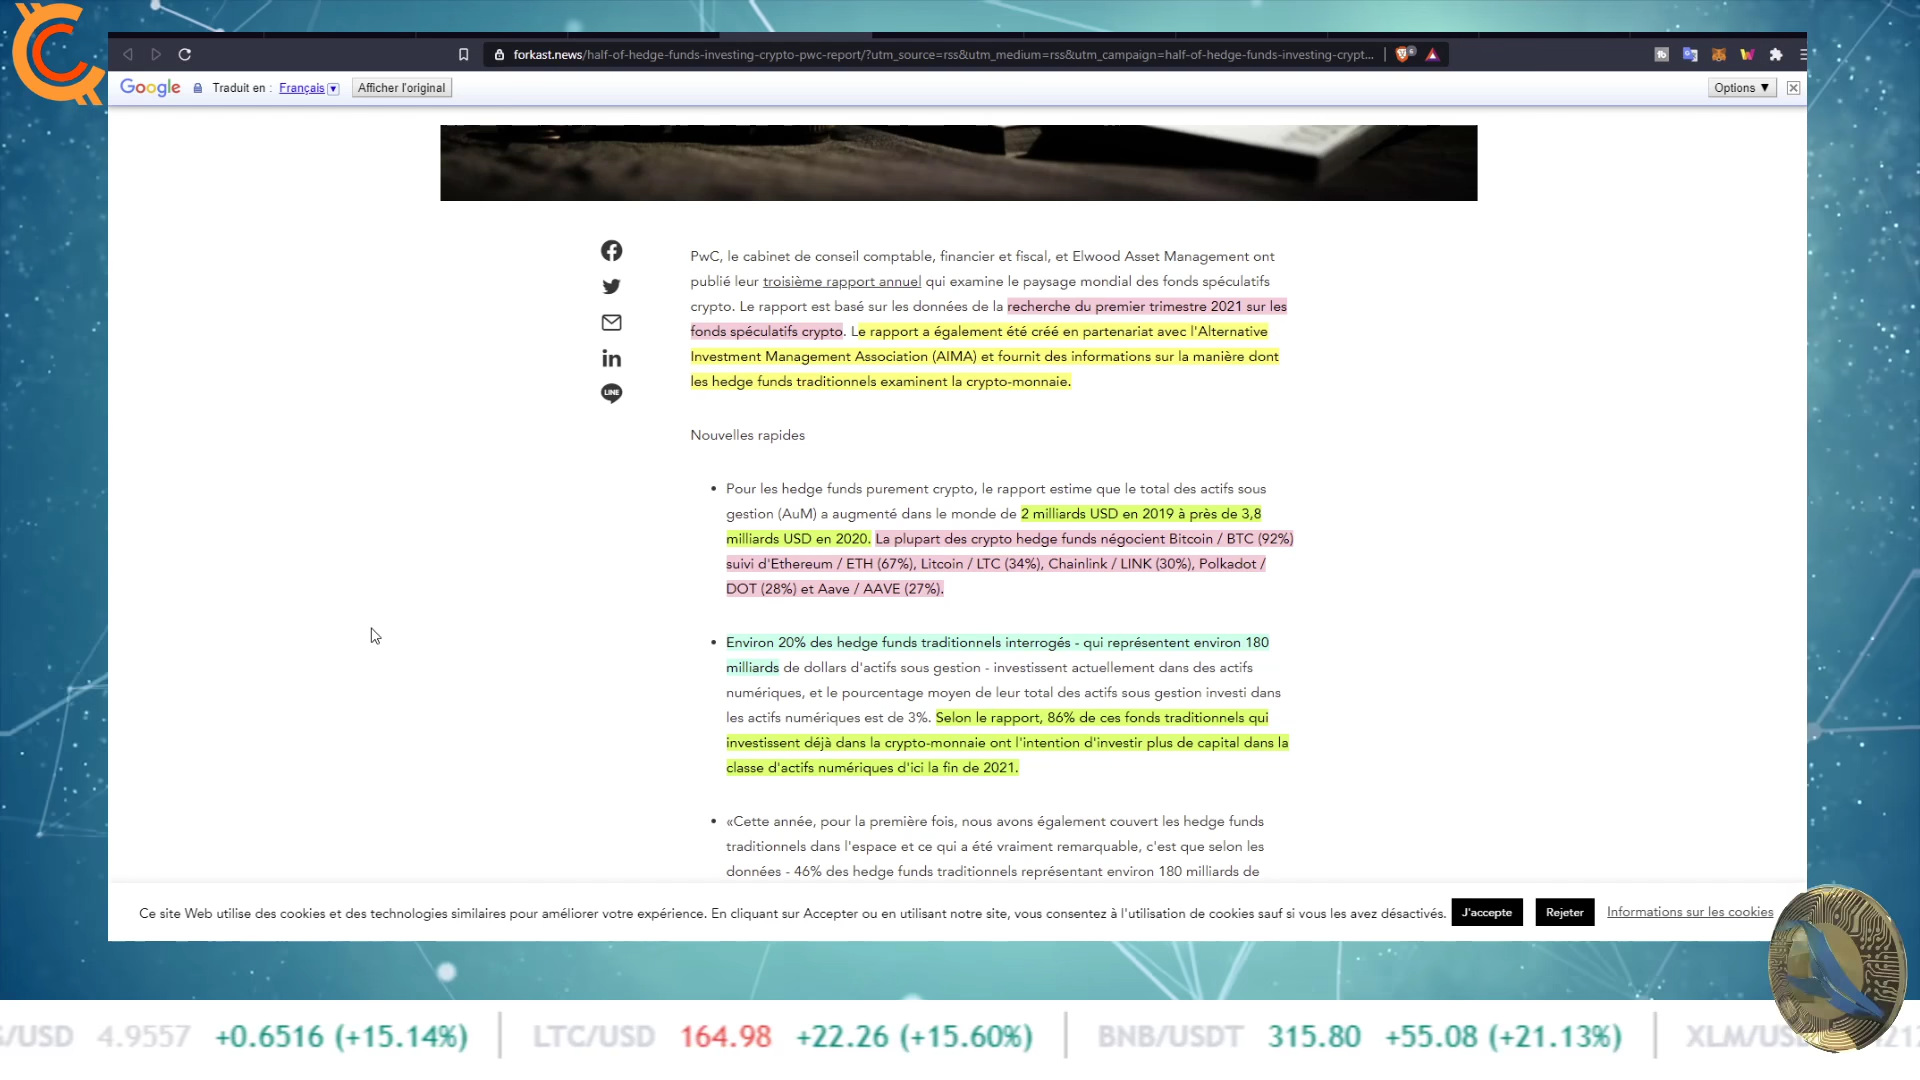 forkast.news/half-of-hedge-funds-investing-crypto-pwc-report/?utm_source=rss&utm_medium=rss&utm_campaign=half-of-hedge-funds-investing-crypt...
Google Traduit en : Français Afficher l'original Options ▼
PwC, le cabinet de conseil comptable, financier et fiscal, et Elwood Asset Management ont
publié leur troisième rapport annuel qui examine le paysage mondial des fonds spéculatifs
crypto. Le rapport est basé sur les données de la recherche du premier trimestre 2021 sur les
fonds spéculatifs crypto. Le rapport a également été créé en partenariat avec l'Alternative
Investment Management Association (AIMA) et fournit des informations sur la manière dont
les hedge funds traditionnels examinent la crypto-monnaie.
LINE
Nouvelles rapides
• Pour les hedge funds purement crypto, le rapport estime que le total des actifs sous
gestion (AuM) a augmenté dans le monde de 2 milliards USD en 2019 à près de 3,8
milliards USD en 2020. La plupart des crypto hedge funds négocient Bitcoin / BTC (92%)
suivi d'Ethereum / ETH (67%), Litcoin / LTC (34%), Chainlink / LINK (30%), Polkadot /
DOT (28%) et Aave / AAVE (27%).
• Environ 20% des hedge funds traditionnels interrogés - qui représentent environ 180
milliards de dollars d'actifs sous gestion - investissent actuellement dans des actifs
numériques, et le pourcentage moyen de leur total des actifs sous gestion investi dans
les actifs numériques est de 3%. Selon le rapport, 86% de ces fonds traditionnels qui
investissent déjà dans la crypto-monnaie ont l'intention d'investir plus de capital dans la
classe d'actifs numériques d'ici la fin de 2021.
• «Cette année, pour la première fois, nous avons également couvert les hedge funds
traditionnels dans l'espace et ce qui a été vraiment remarquable, c'est que selon les
données - 46% des hedge funds traditionnels représentant environ 180 milliards de
Ce site Web utilise des cookies et des technologies similaires pour améliorer votre expérience. En cliquant sur Accepter ou en utilisant notre site, vous consentez à l'utilisation de cookies sauf si vous les avez désactivés. J'accepte Rejeter Informations sur les cookies
/USD 4.9557 +0.6516 (+15.14%) LTC/USD 164.98 +22.26 (+15.60%) BNB/USDT 315.80 +55.08 (+21.13%) XLM/US